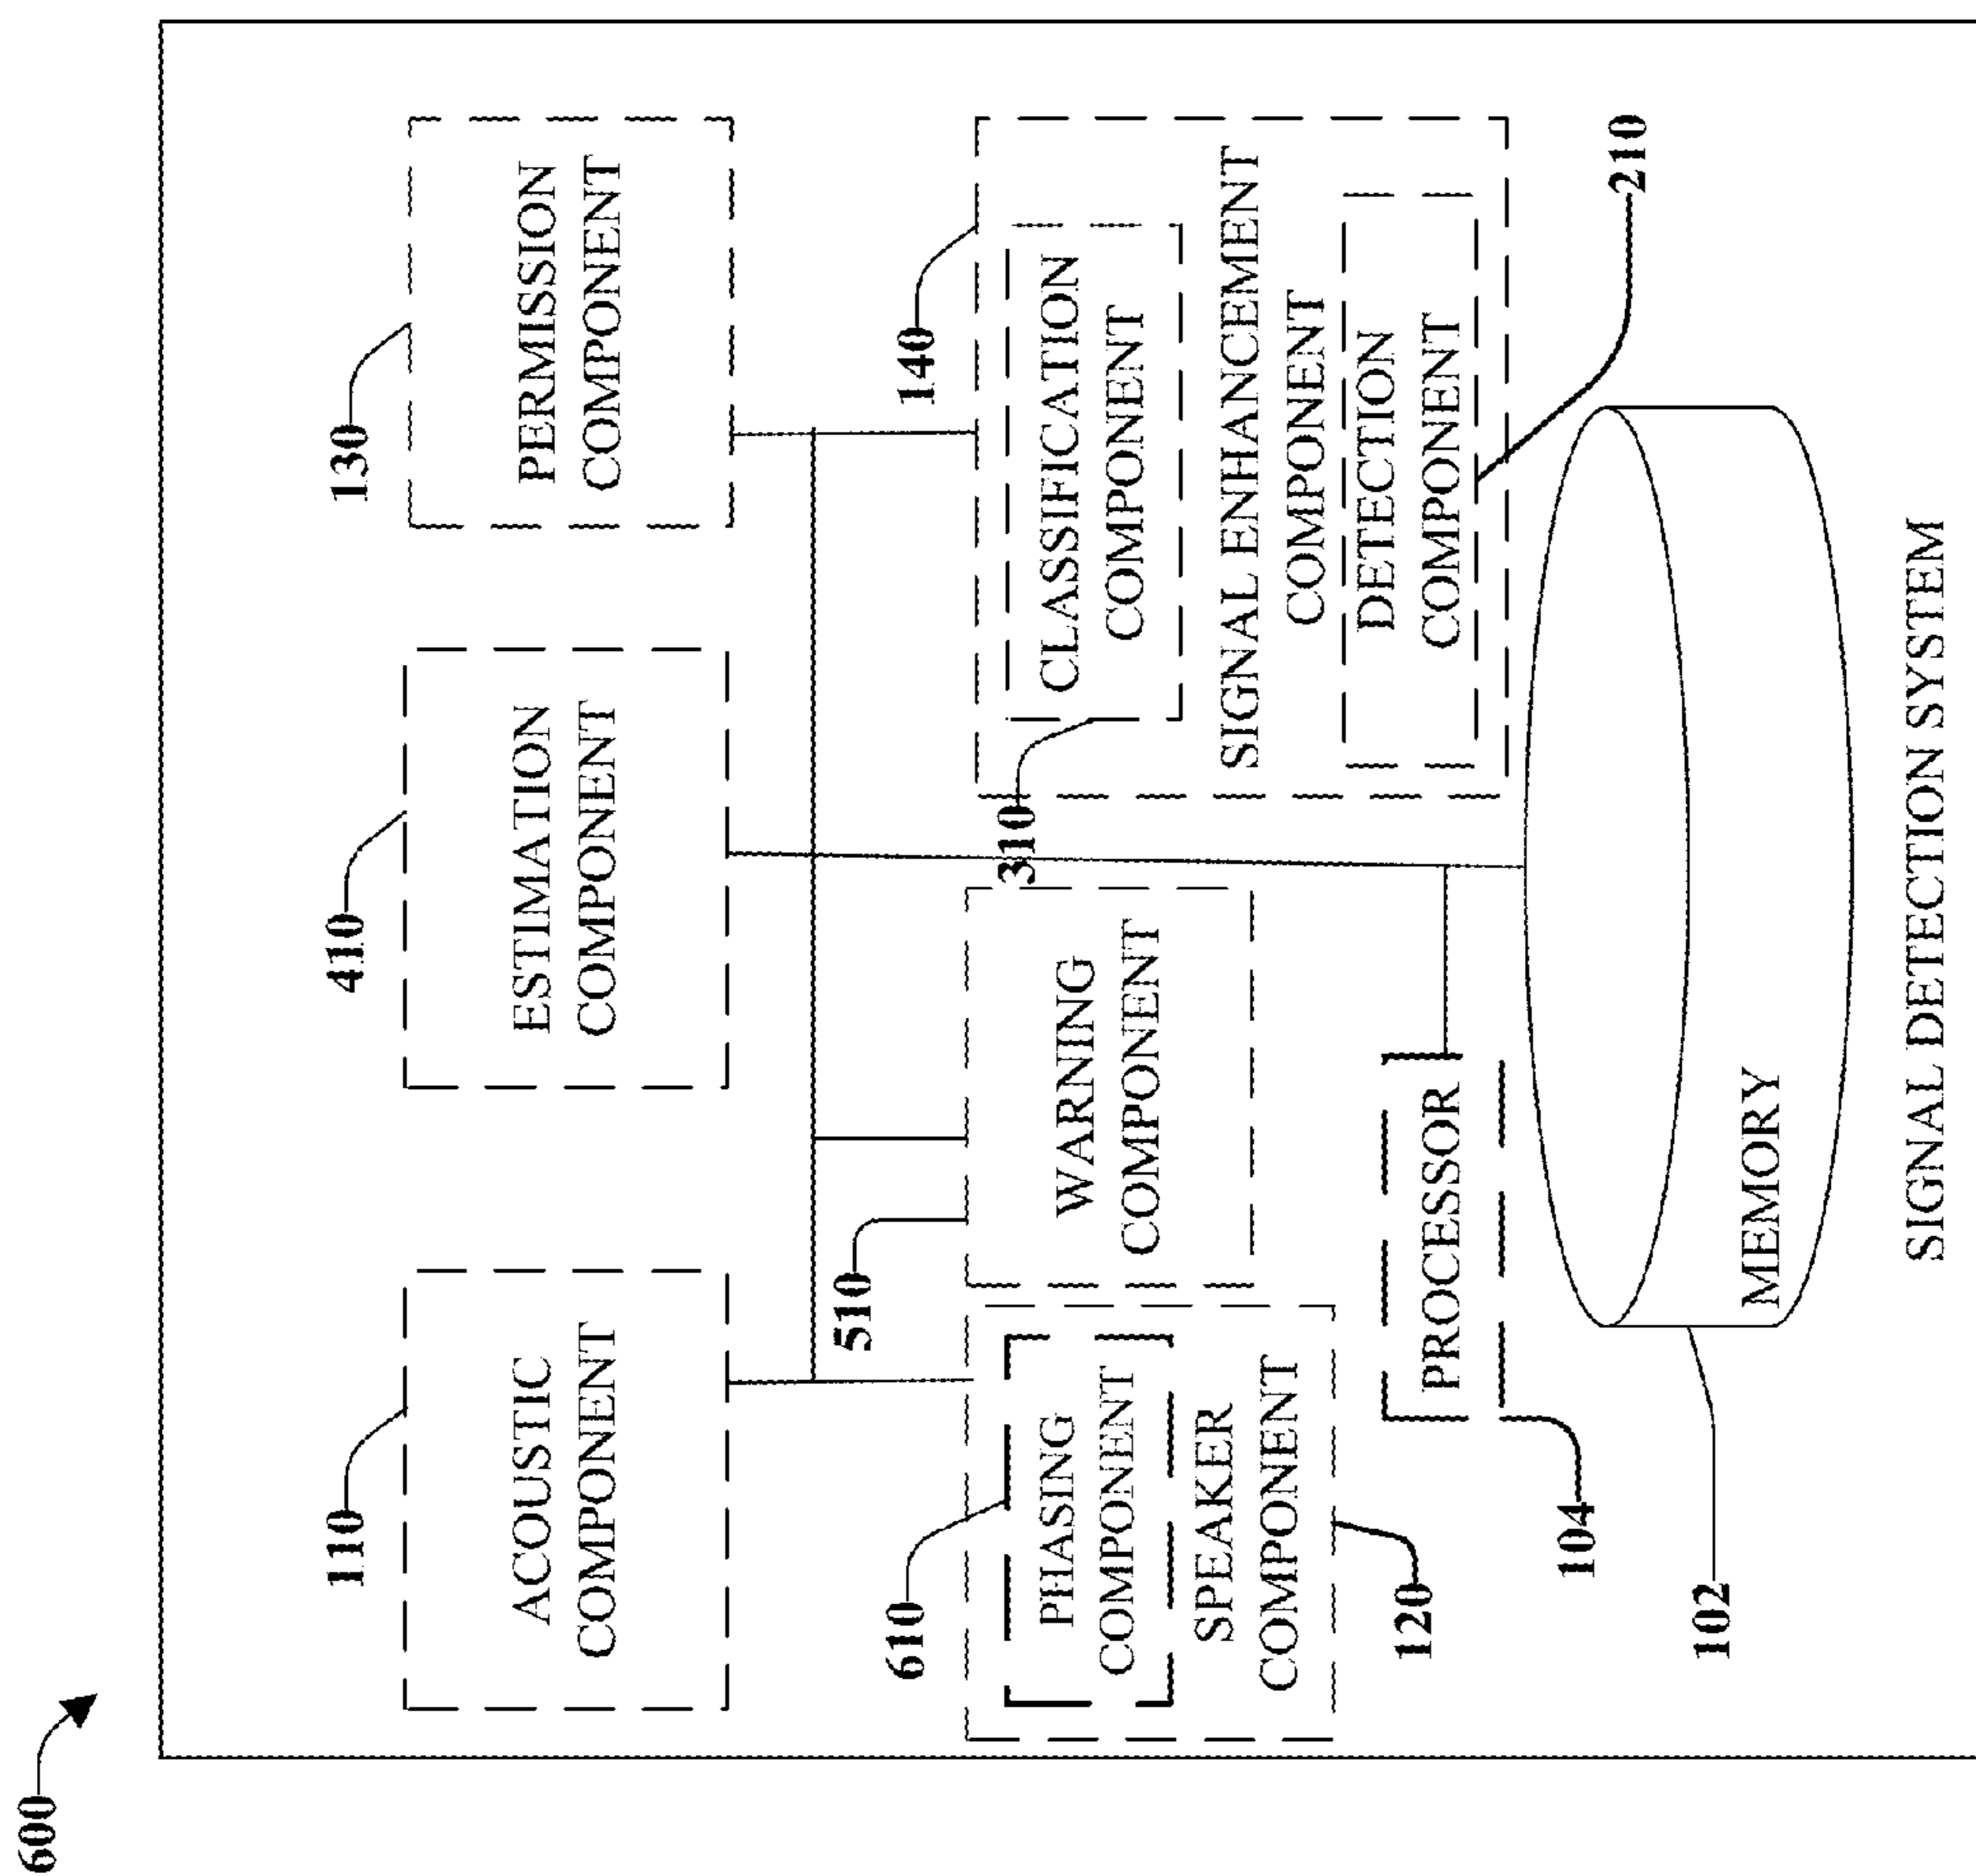 600
110
ACOUSTIC
COMPONENT
410
ESTIMATION
COMPONENT
130
PERMISSION
COMPONENT
610
PHASING
COMPONENT
SPEAKER
COMPONENT
120
510
WARNING
COMPONENT
310
140
CLASSIFICATION
COMPONENT
SIGNAL ENHANCEMENT
COMPONENT
DETECTION
COMPONENT
210
PROCESSOR
104
MEMORY
102
SIGNAL DETECTION SYSTEM